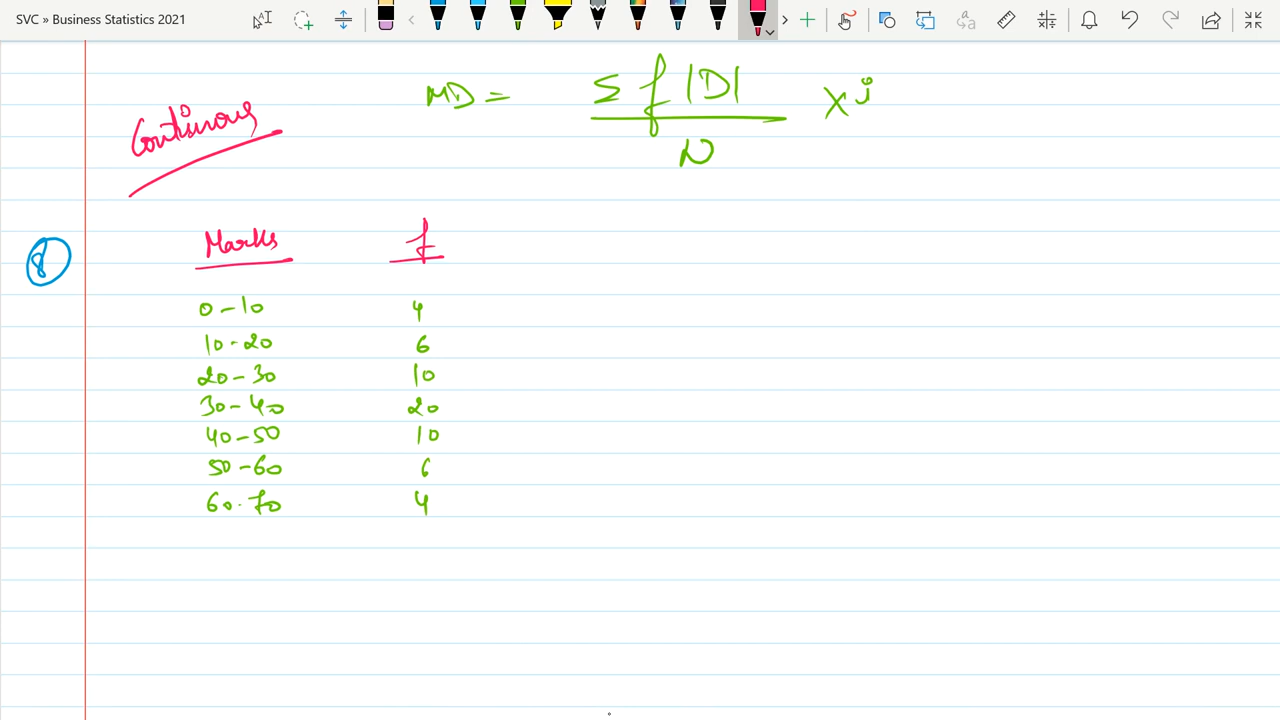 SVC » Business Statistics 2021
MD = Σ f |D| / N × i
Continuous
8
Marks f
0-10 4
10-20 6
20-30 10
30-40 20
40-50 10
50-60 6
60-70 4